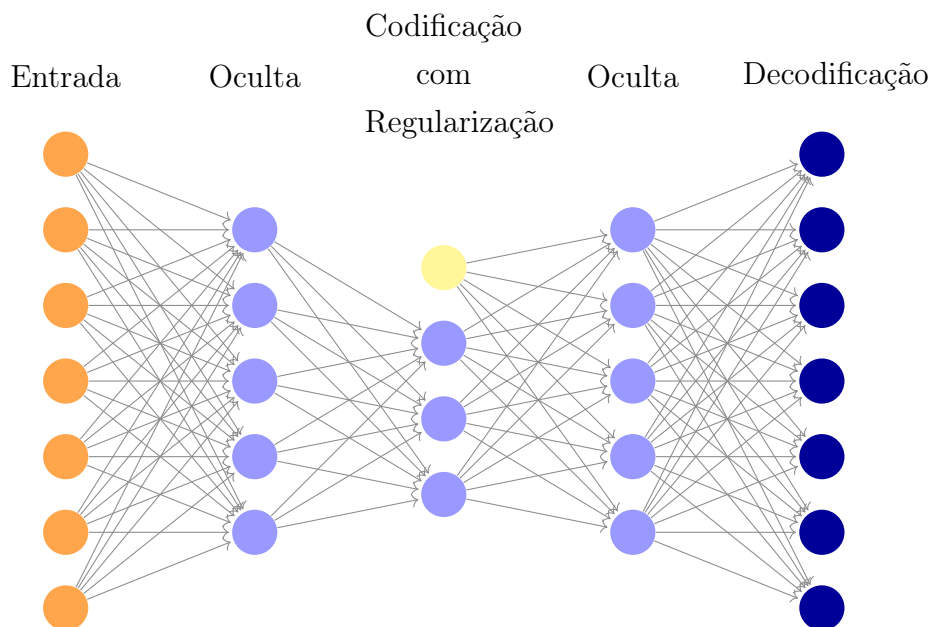 Entrada
Oculta
Codificação
com
Regularização
Oculta
Decodificação